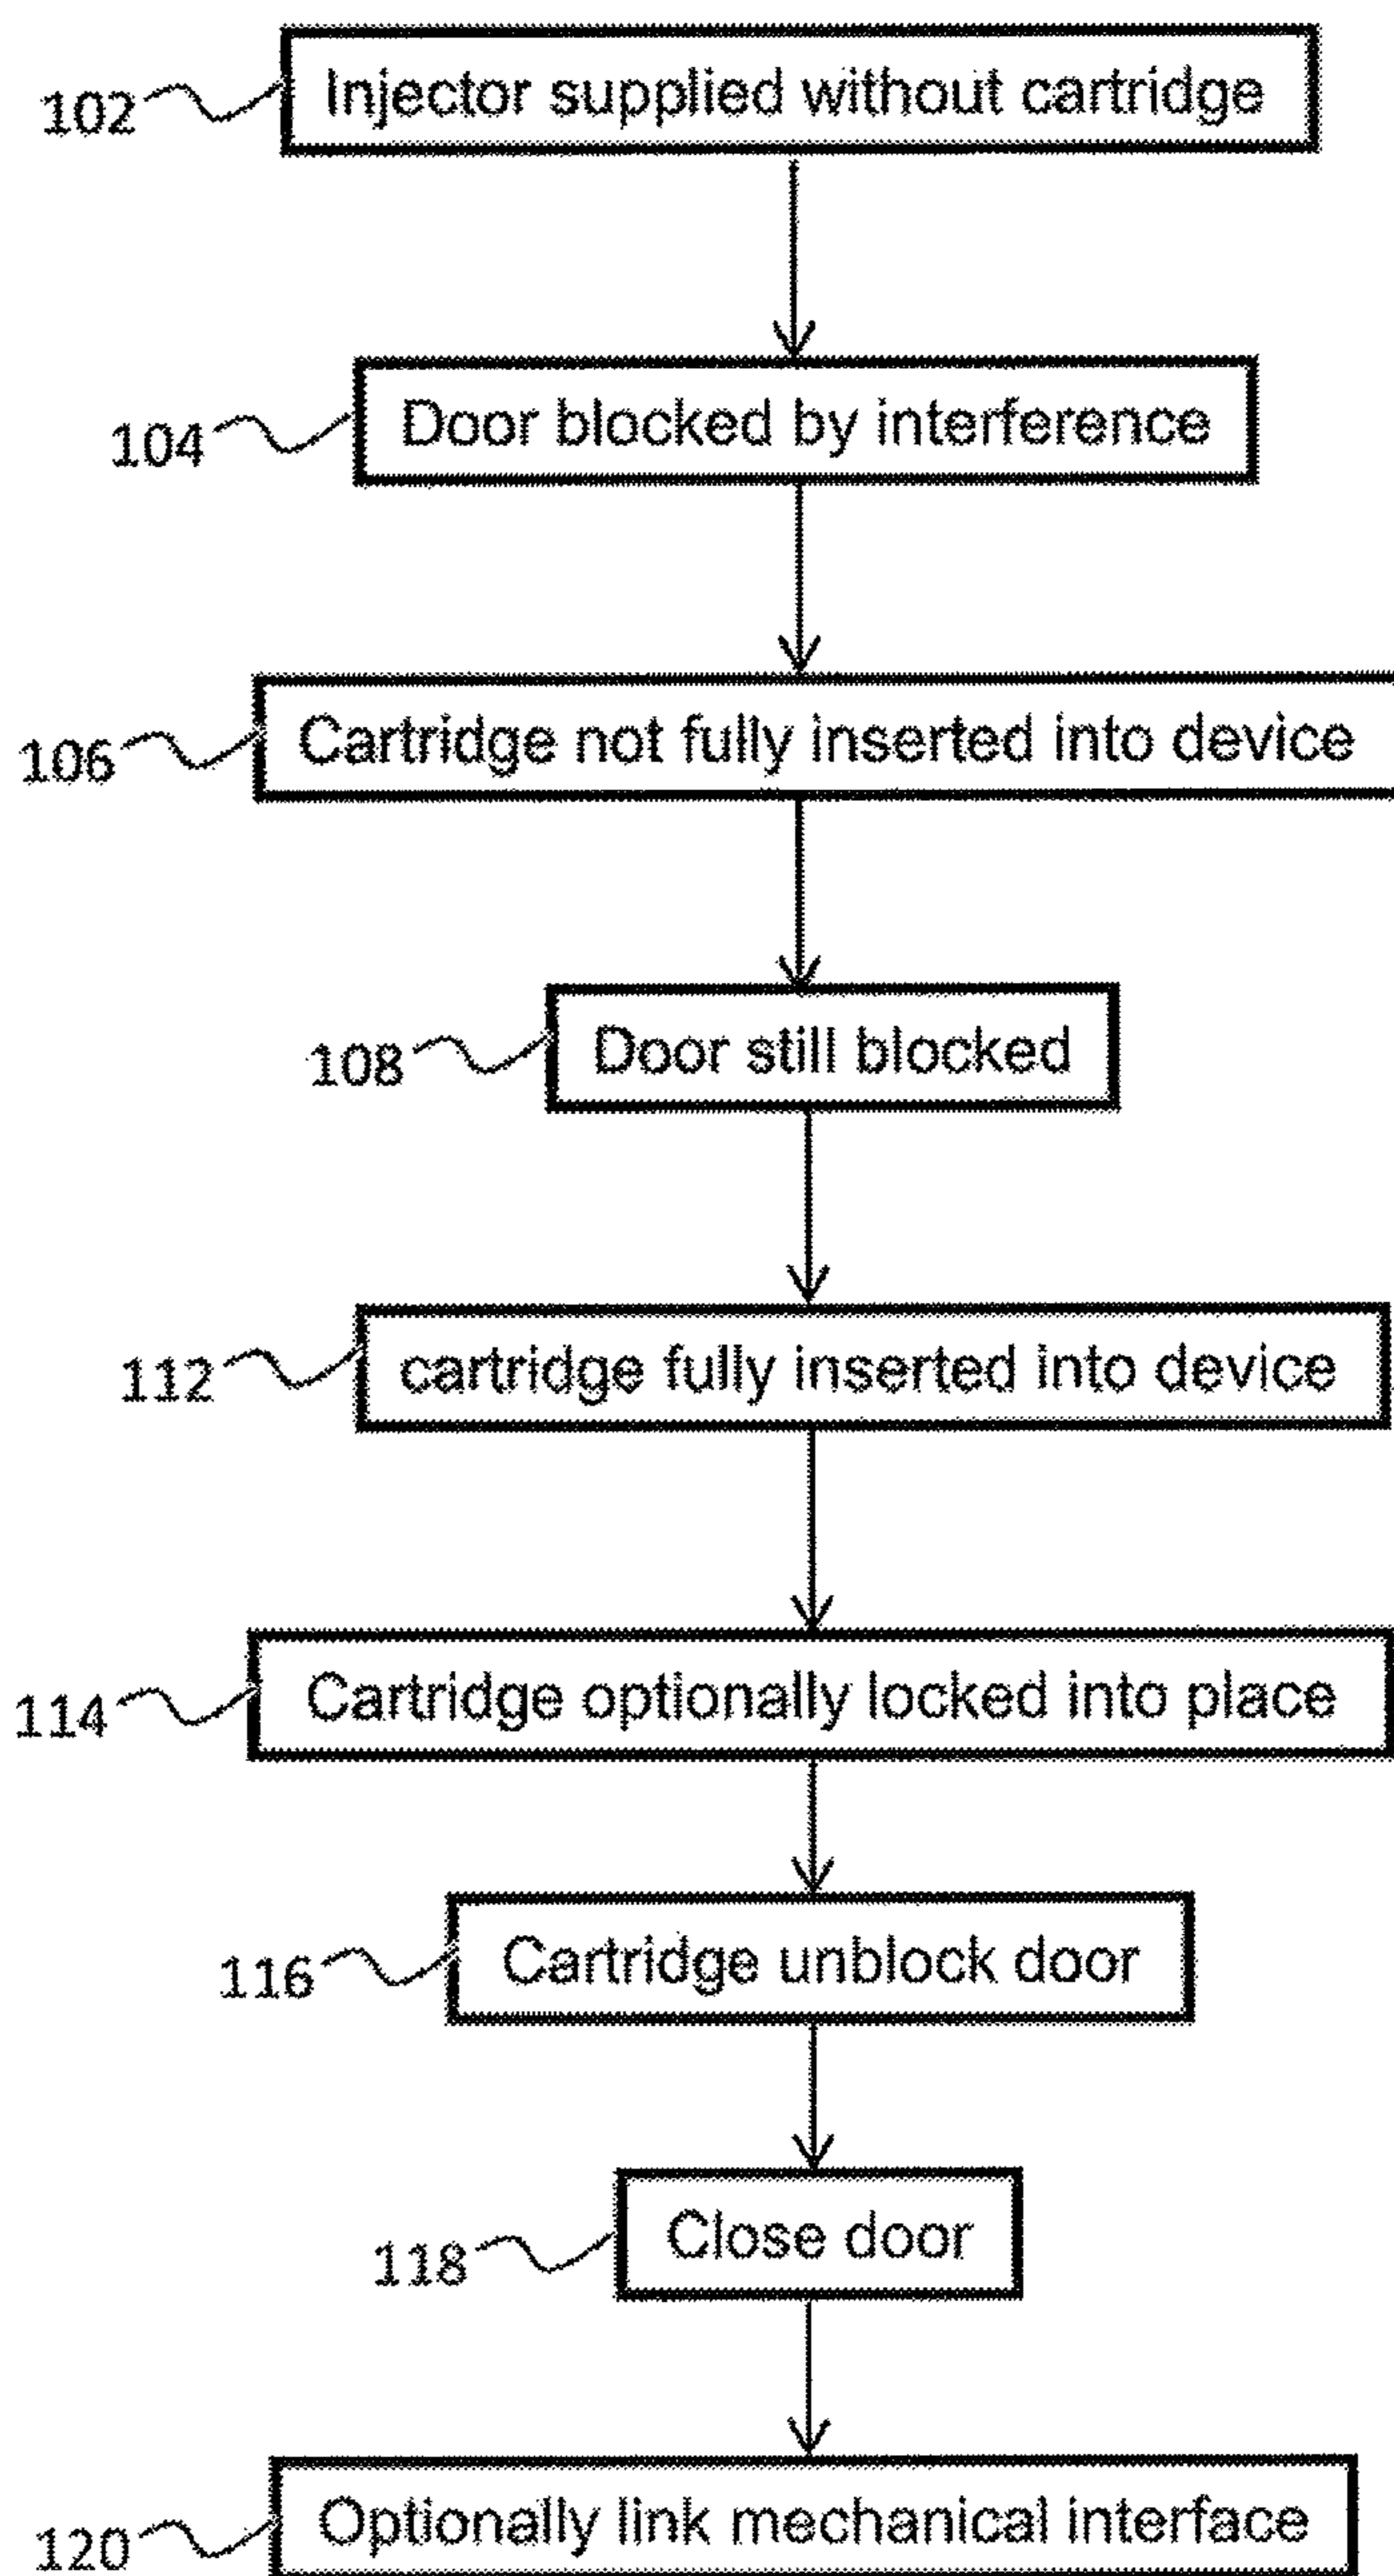 102 Injector supplied without cartridge
104 Door blocked by interference
106 Cartridge not fully inserted into device
108 Door still blocked
112 cartridge fully inserted into device
114 Cartridge optionally locked into place
116 Cartridge unblock door
118 Close door
120 Optionally link mechanical interface